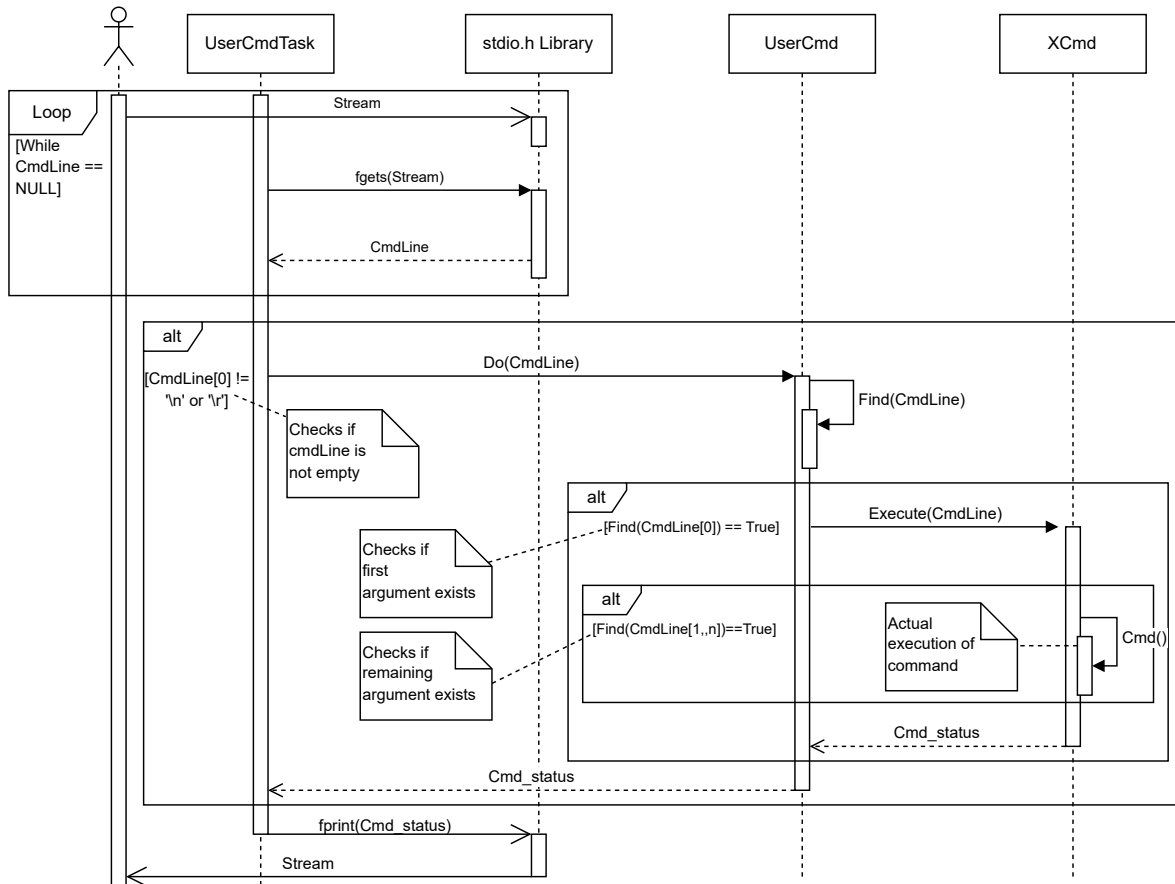 UserCmdTask
stdio.h Library
UserCmd
XCmd
Loop
[While
CmdLine ==
NULL]
Stream
fgets(Stream)
CmdLine
alt
[CmdLine[0] !=
'\n' or '\r']
Do(CmdLine)
Find(CmdLine)
Checks if
cmdLine is
not empty
alt
[Find(CmdLine[0]) == True]
Execute(CmdLine)
Checks if
first
argument exists
alt
[Find(CmdLine[1,,n])==True]
Actual
execution of
command
Cmd()
Checks if
remaining
argument exists
Cmd_status
Cmd_status
fprint(Cmd_status)
Stream